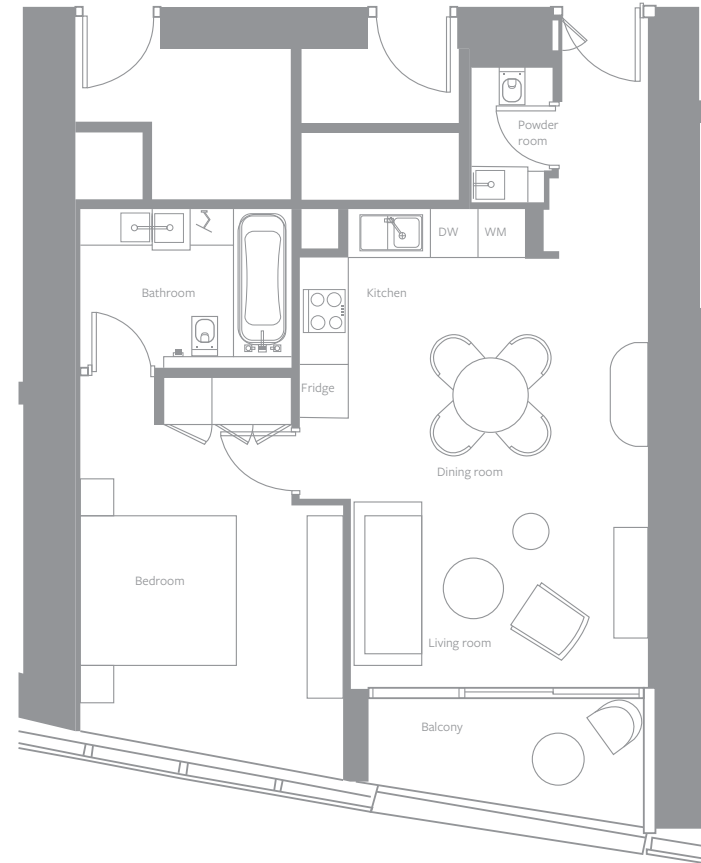 Powder
room
DW
WM
Bathroom
Kitchen
Fridge
Dining room
Bedroom
Living room
Balcony